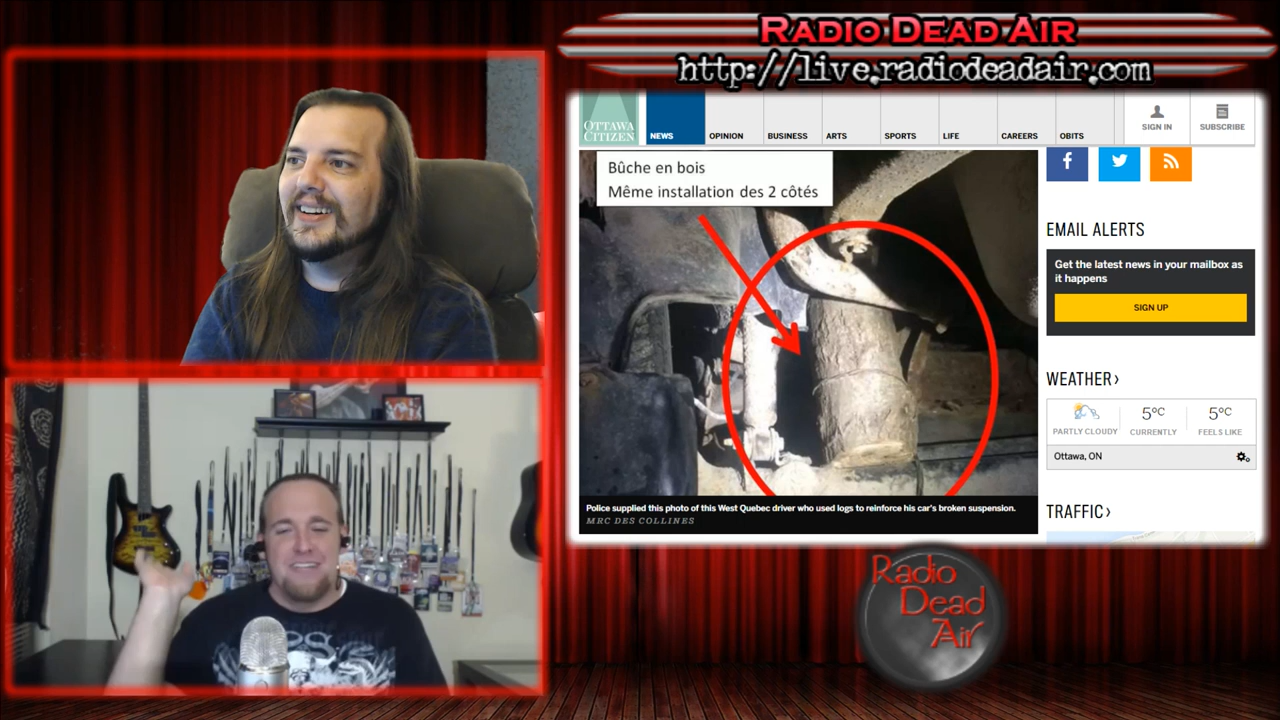 RADIO DEAD AIR
http://live.radiodeadair.com
OTTAWA
CITIZEN
NEWS
OPINION
BUSINESS
ARTS
SPORTS
LIFE
CAREERS
OBITS
SIGN IN
SUBSCRIBE
Bûche en bois
Même installation des 2 côtés
EMAIL ALERTS
Get the latest news in your mailbox as
it happens
SIGN UP
WEATHER›
PARTLY CLOUDY
5°C
CURRENTLY
5°C
FEELS LIKE
Ottawa, ON
TRAFFIC›
Police supplied this photo of this West Quebec driver who used logs to reinforce his car's broken suspension.
MRC DES COLLINES
Radio
Dead
Air